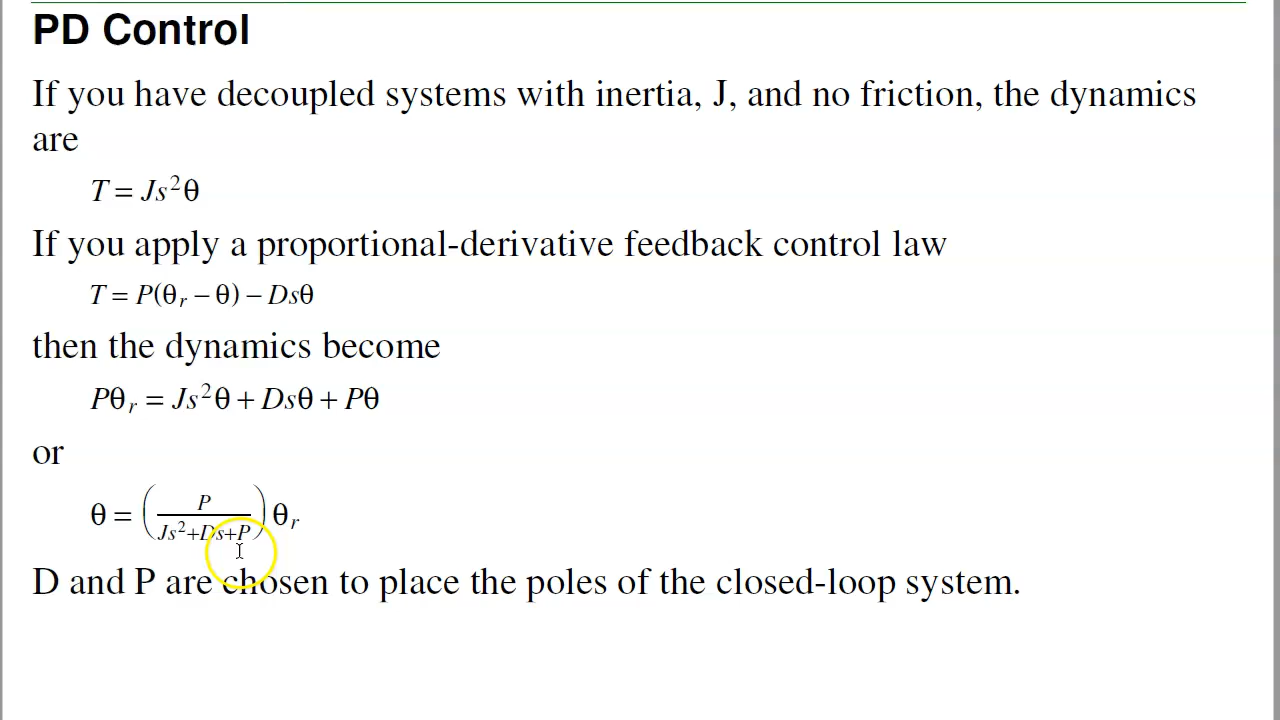 PD Control
If you have decoupled systems with inertia, J, and no friction, the dynamics
are
T = Js²θ
If you apply a proportional-derivative feedback control law
T = P(θᵣ − θ) − Dsθ
then the dynamics become
Pθᵣ = Js²θ + Dsθ + Pθ
or
θ = (P / Js²+Ds+P) θᵣ
D and P are chosen to place the poles of the closed-loop system.